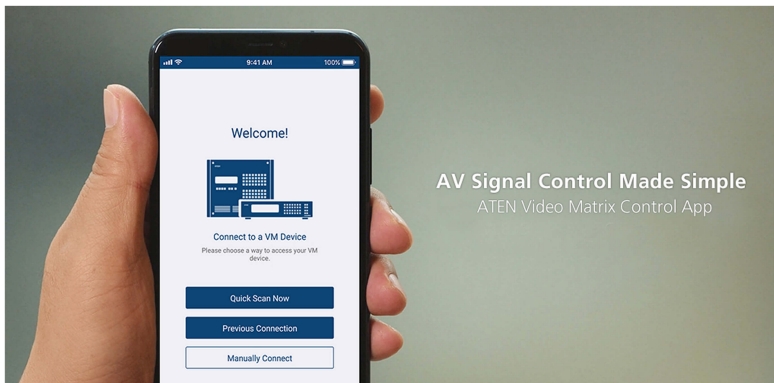 9:41 AM
100%
Welcome!
Connect to a VM Device
Please choose a way to access your VM
device.
Quick Scan Now
Previous Connection
Manually Connect
AV Signal Control Made Simple
ATEN Video Matrix Control App